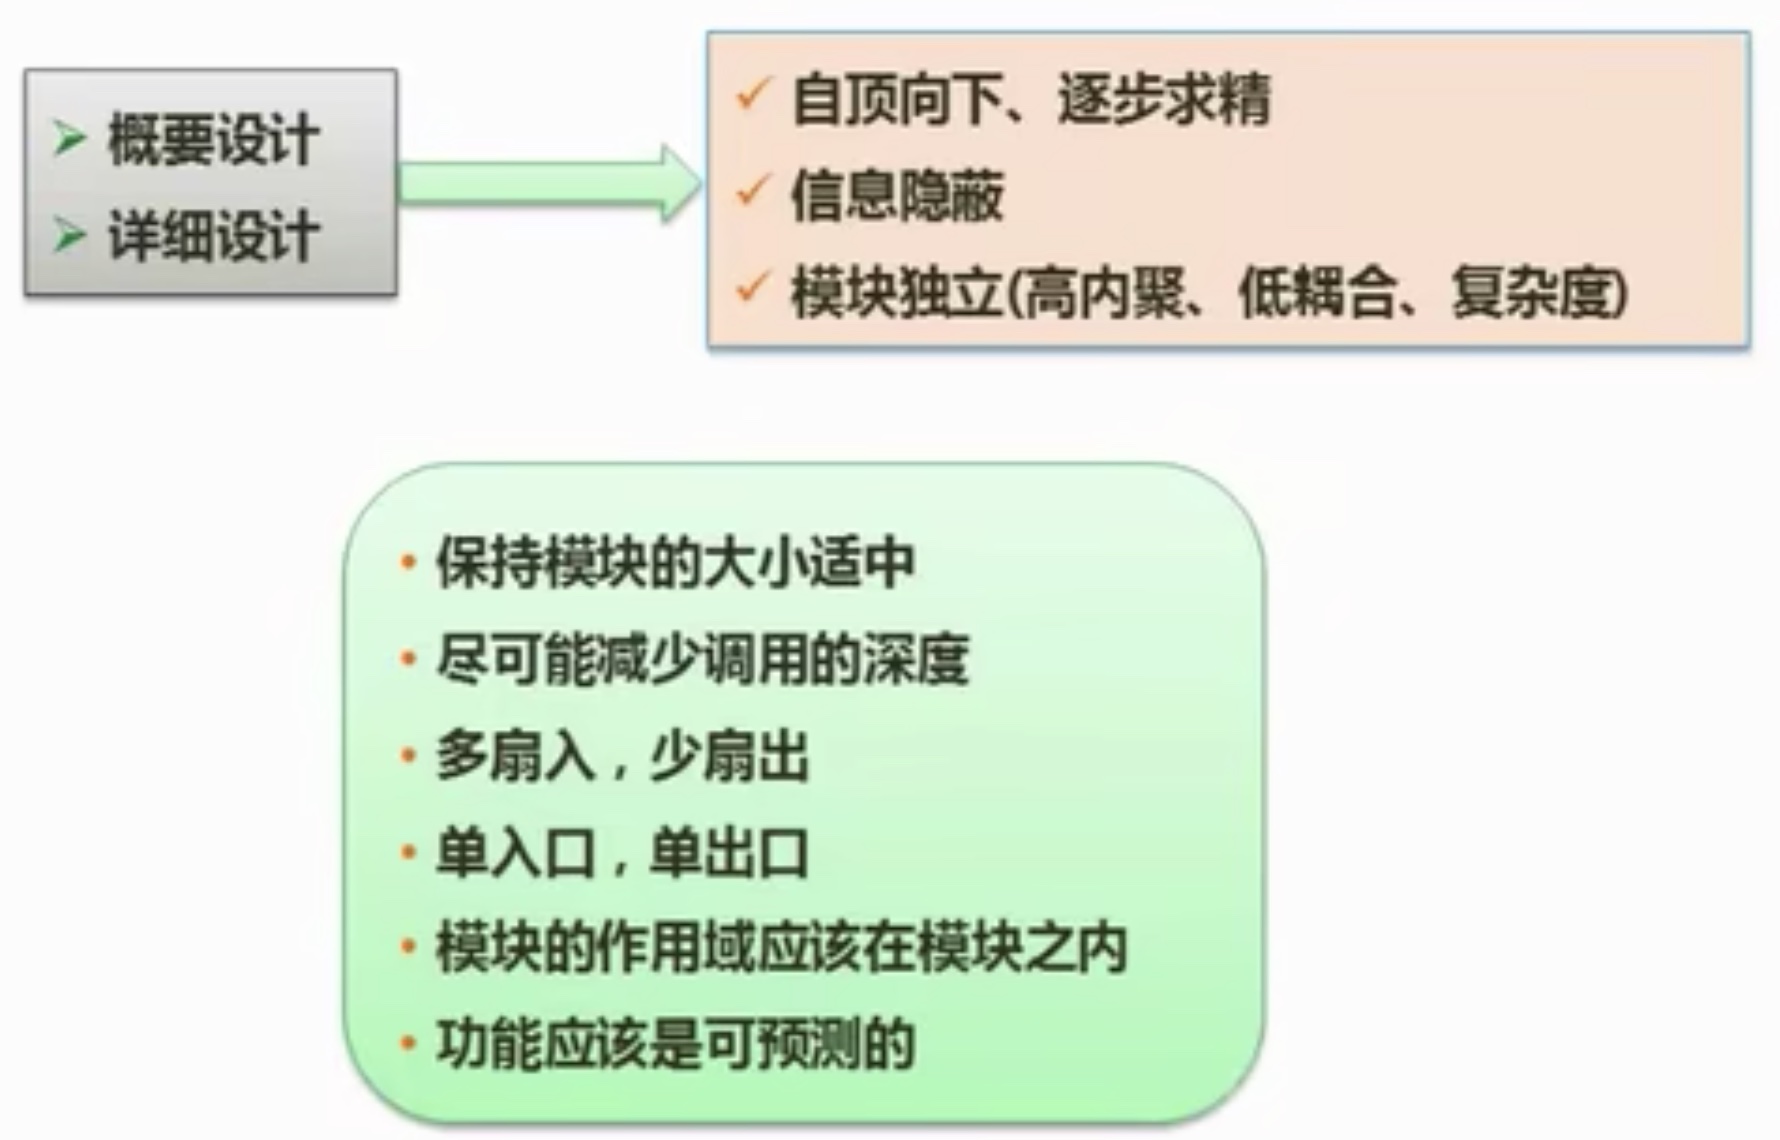 概要设计
详细设计
自顶向下、逐步求精
信息隐蔽
模块独立(高内聚、低耦合、复杂度)
保持模块的大小适中
尽可能减少调用的深度
多扇入，少扇出
单入口，单出口
模块的作用域应该在模块之内
功能应该是可预测的